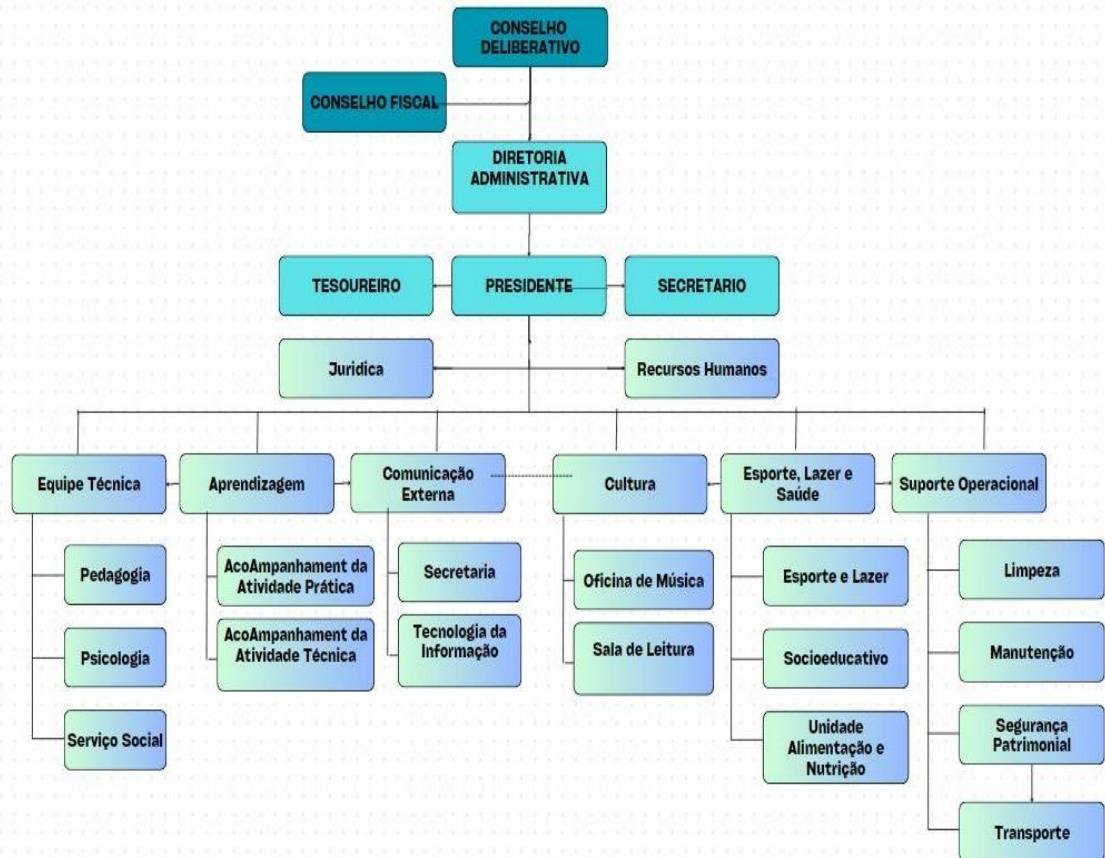 CONSELHO
DELIBERATIVO
CONSELHO FISCAL
DIRETORIA
ADMINISTRATIVA
TESOUREIRO
PRESIDENTE
SECRETARIO
Juridica
Recursos Humanos
Equipe Técnica
Aprendizagem
Comunicação
Externa
Cultura
Esporte, Lazer e
Saúde
Suporte Operacional
Pedagogia
Psicologia
Serviço Social
AcoAmpanhament da
Atividade Prática
AcoAmpanhament da
Atividade Técnica
Secretaria
Tecnologia da
Informação
Oficina de Música
Sala de Leitura
Esporte e Lazer
Socioeducativo
Unidade
Alimentação e
Nutrição
Limpeza
Manutenção
Segurança
Patrimonial
Transporte